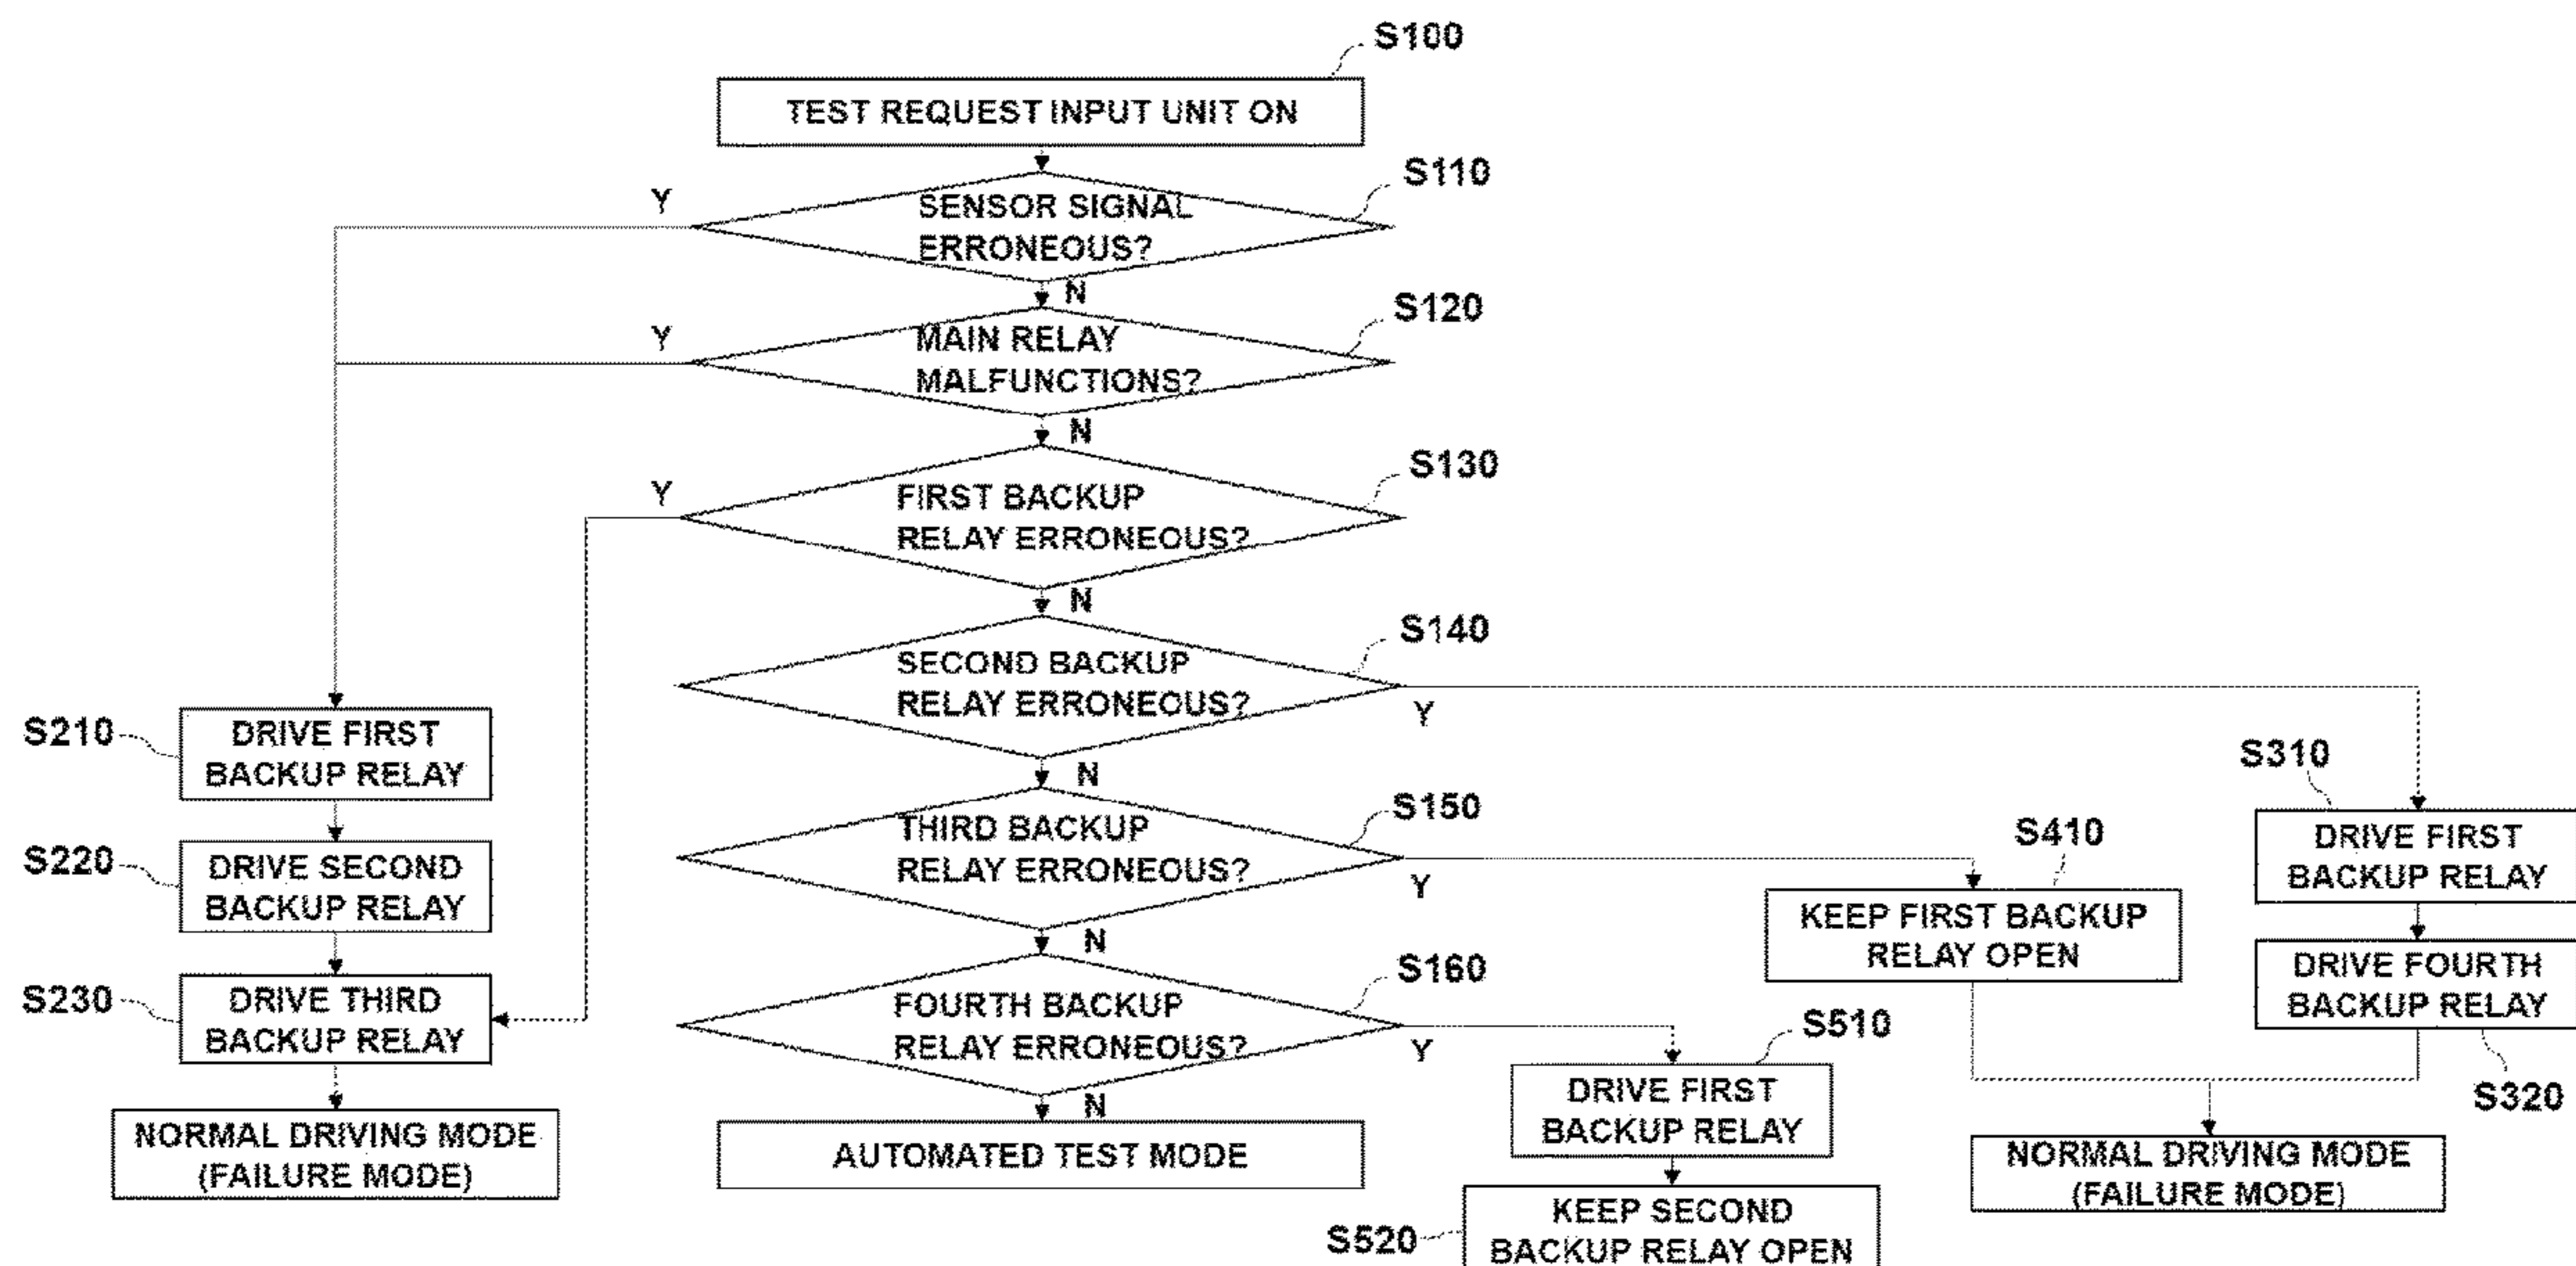 S100
TEST REQUEST INPUT UNIT ON
S110
Y
SENSOR SIGNAL
ERRONEOUS?
N
S120
Y
MAIN RELAY
MALFUNCTIONS?
N
S130
Y
FIRST BACKUP
RELAY ERRONEOUS?
N
S140
SECOND BACKUP
RELAY ERRONEOUS?
Y
N
S150
THIRD BACKUP
RELAY ERRONEOUS?
Y
N
S160
FOURTH BACKUP
RELAY ERRONEOUS?
Y
N
AUTOMATED TEST MODE
S210
DRIVE FIRST
BACKUP RELAY
S220
DRIVE SECOND
BACKUP RELAY
S230
DRIVE THIRD
BACKUP RELAY
NORMAL DRIVING MODE
(FAILURE MODE)
S310
DRIVE FIRST
BACKUP RELAY
DRIVE FOURTH
BACKUP RELAY
S320
S410
KEEP FIRST BACKUP
RELAY OPEN
NORMAL DRIVING MODE
(FAILURE MODE)
S510
DRIVE FIRST
BACKUP RELAY
S520
KEEP SECOND
BACKUP RELAY OPEN